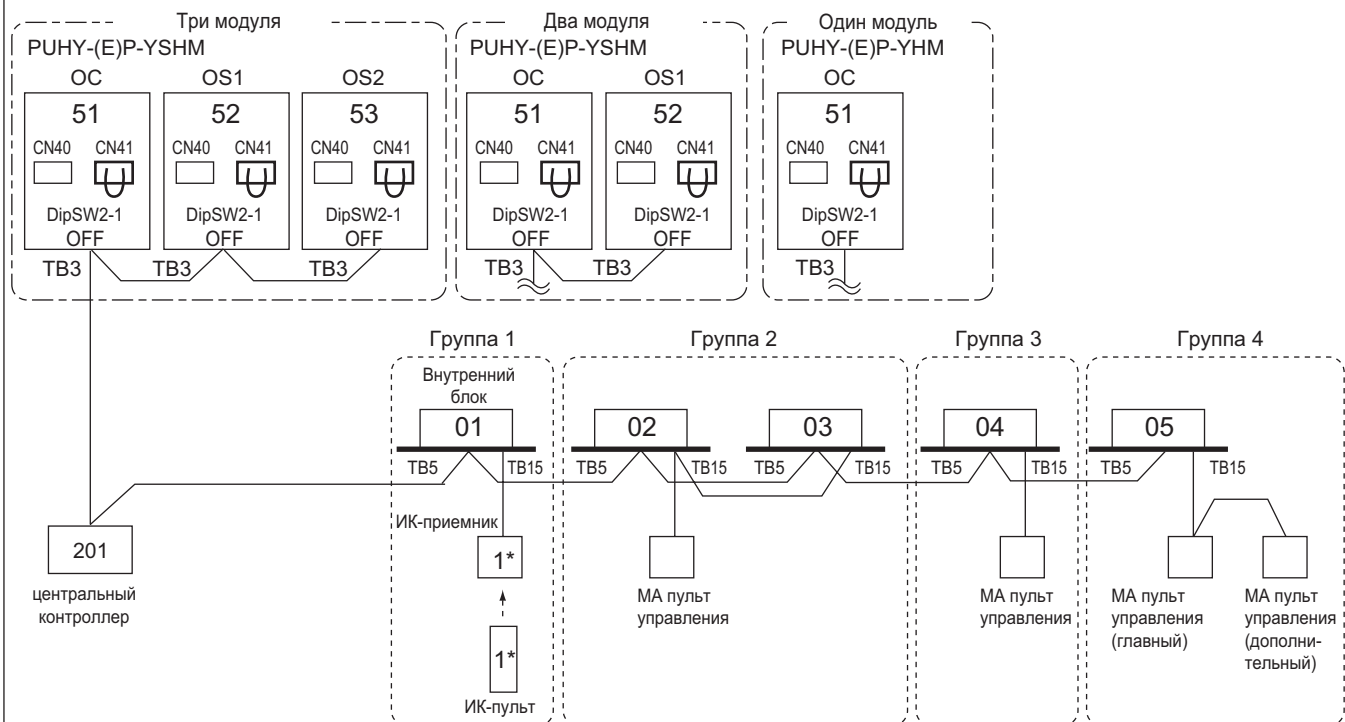 Три модуля
Два модуля
Один модуль
PUHY-(E)P-YSHM
PUHY-(E)P-YSHM
PUHY-(E)P-YHM
OC OS1 OS2 OC OS1 OC
51 52 53 51 52 51
CN40 CN41 CN40 CN41 CN40 CN41 CN40 CN41 CN40 CN41 CN40 CN41
DipSW2-1 DipSW2-1 DipSW2-1 DipSW2-1 DipSW2-1 DipSW2-1
OFF OFF OFF OFF OFF OFF
TB3 TB3 TB3 TB3 TB3 TB3
Группа 1 Группа 2 Группа 3 Группа 4
Внутренний
блок
01 02 03 04 05
TB5 TB15 TB5 TB15 TB5 TB15 TB5 TB15 TB5 TB15
ИК-приемник
201
1*
центральный
контроллер
МА пульт
управления
МА пульт
управления
МА пульт
управления
(главный)
МА пульт
управления
(дополни-
тельный)
1*
ИК-пульт